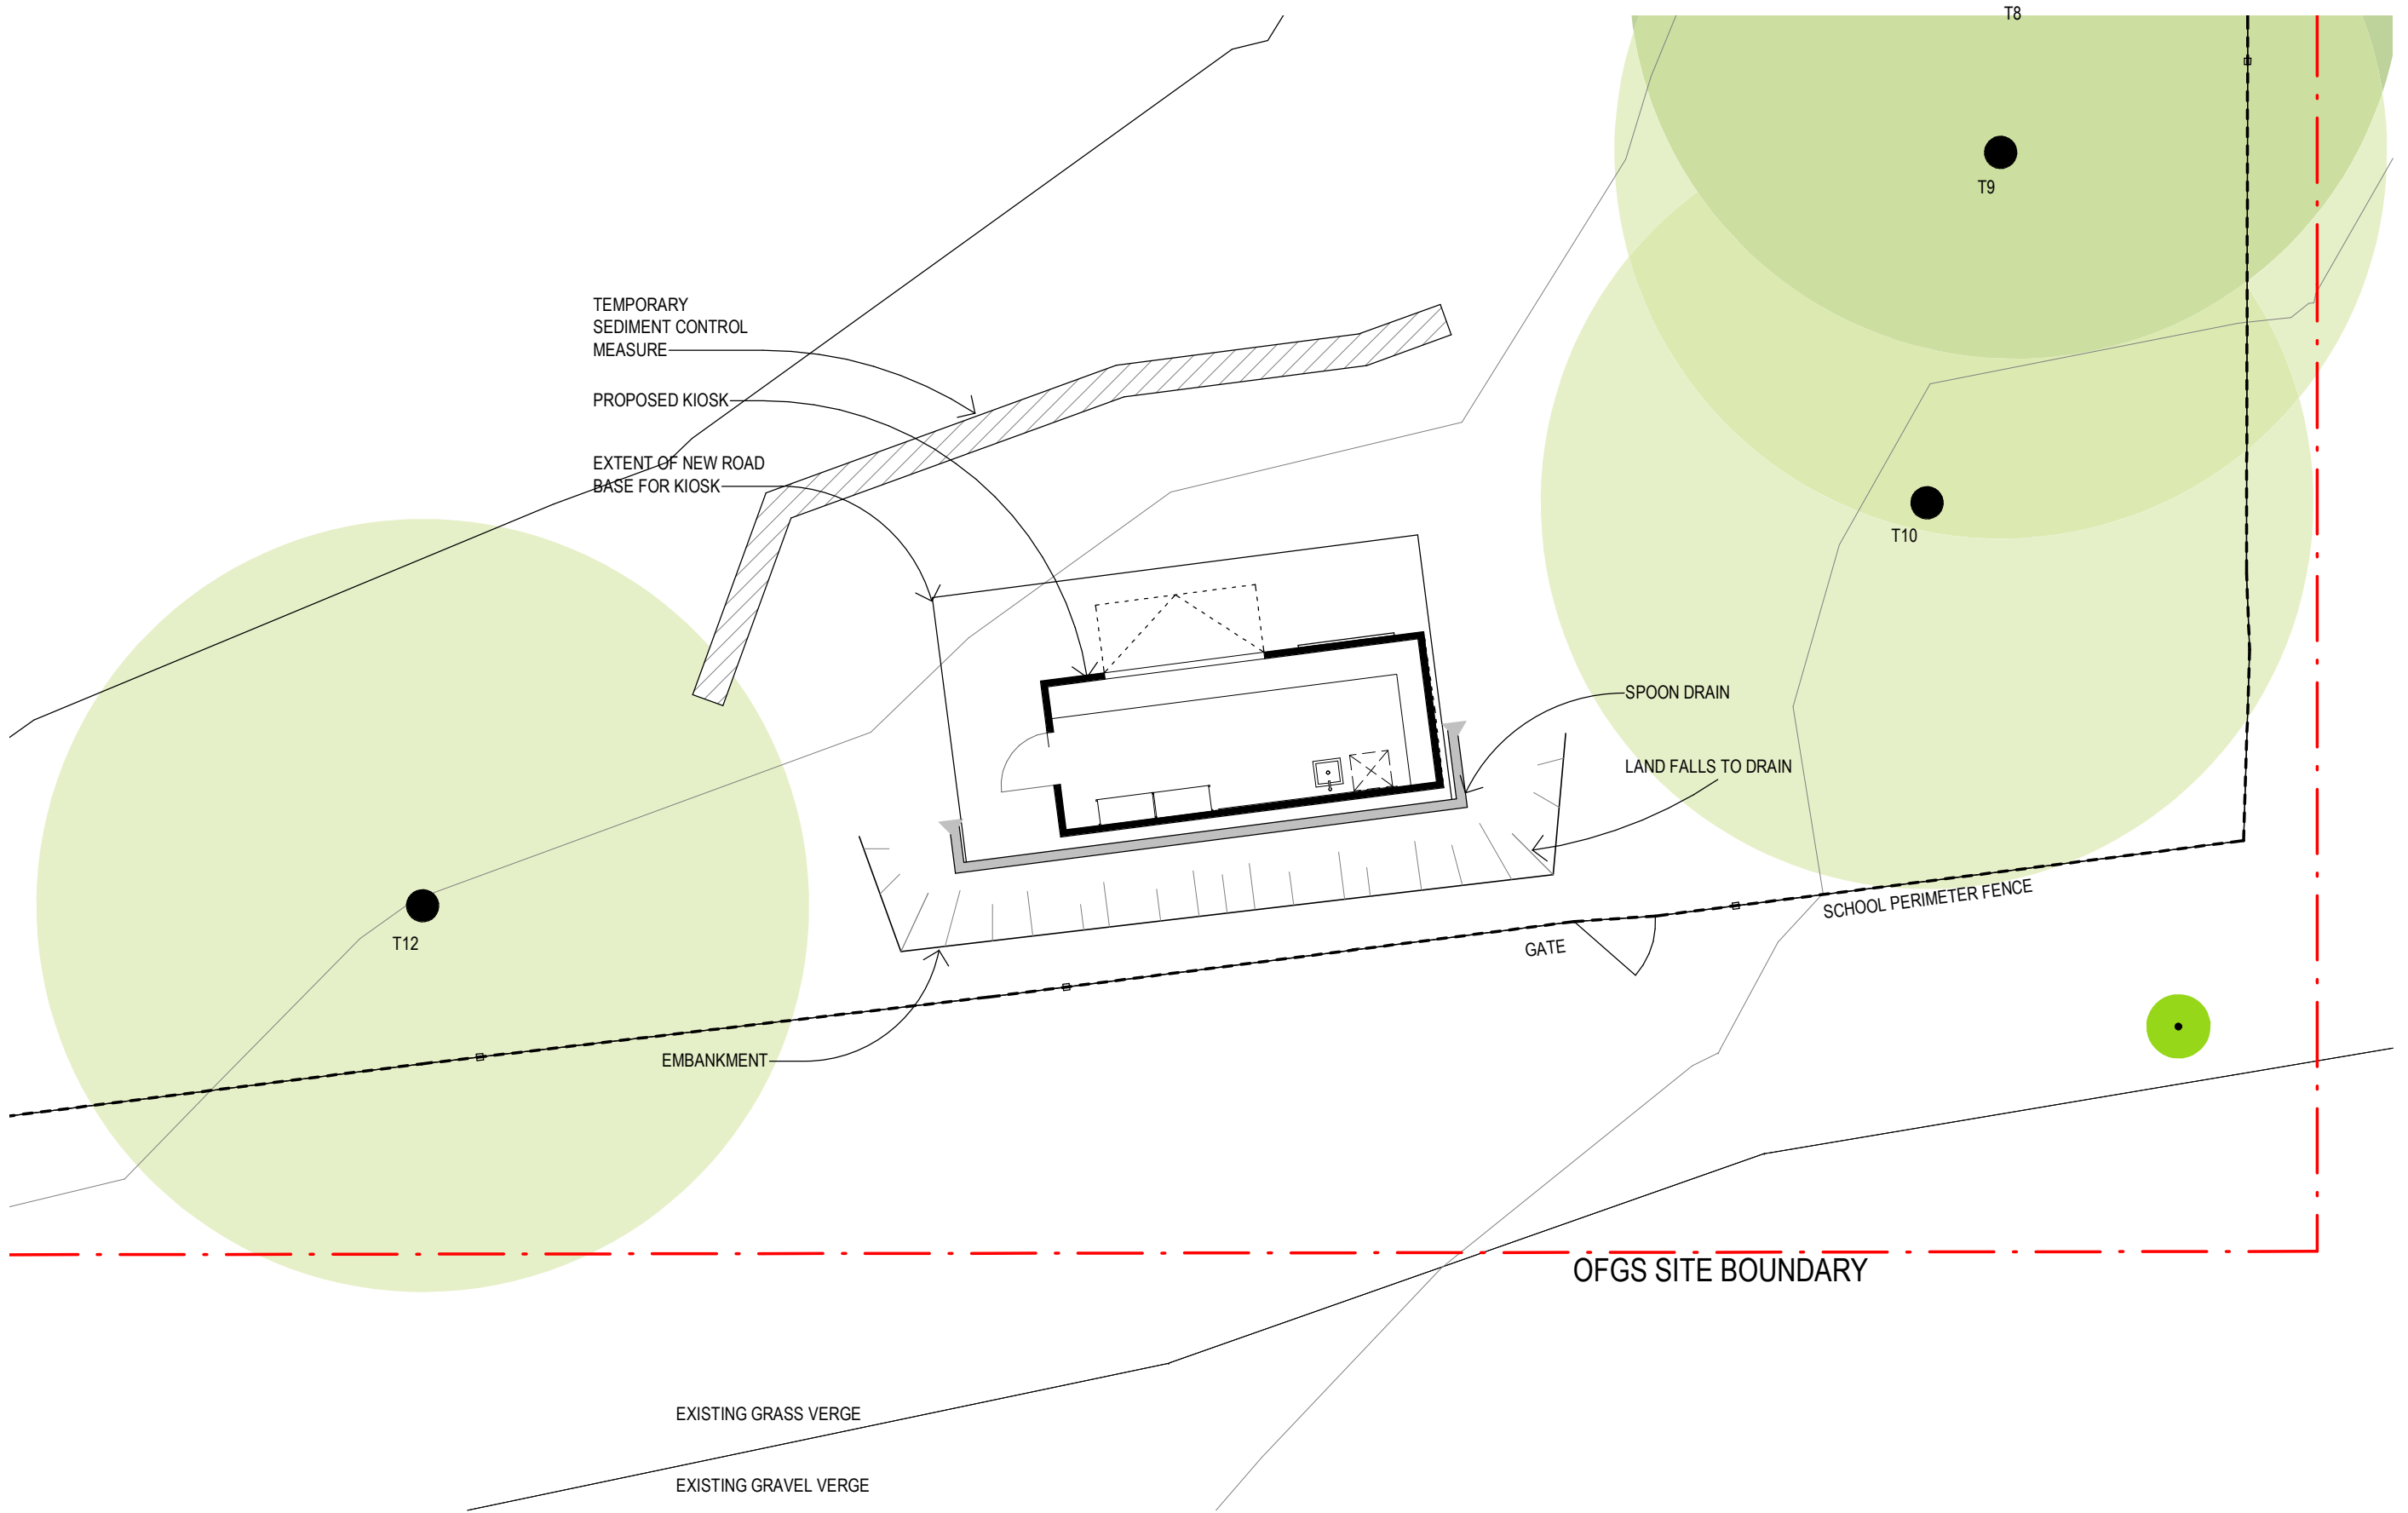 T8
T9
TEMPORARY
SEDIMENT CONTROL
MEASURE
PROPOSED KIOSK
EXTENT OF NEW ROAD
BASE FOR KIOSK
T10
SPOON DRAIN
LAND FALLS TO DRAIN
SCHOOL PERIMETER FENCE
T12
GATE
EMBANKMENT
OFGS SITE BOUNDARY
EXISTING GRASS VERGE
EXISTING GRAVEL VERGE